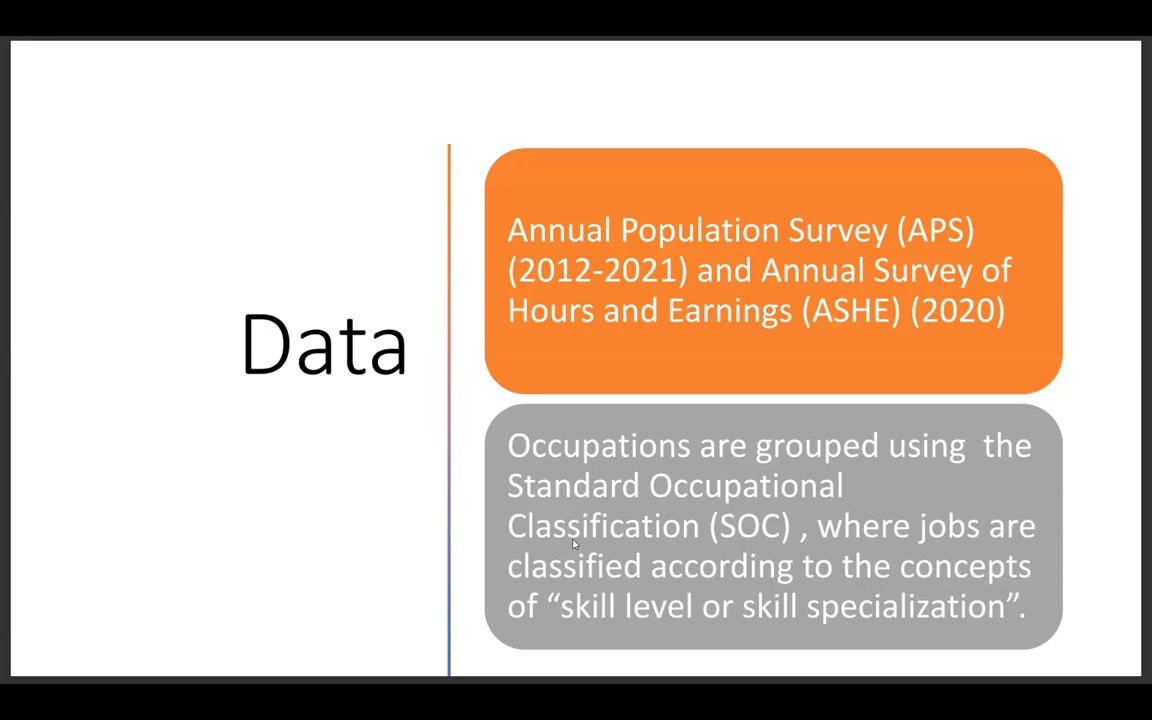 Data
Annual Population Survey (APS)
(2012-2021) and Annual Survey of
Hours and Earnings (ASHE) (2020)
Occupations are grouped using  the
Standard Occupational
Classification (SOC) , where jobs are
classified according to the concepts
of “skill level or skill specialization”.